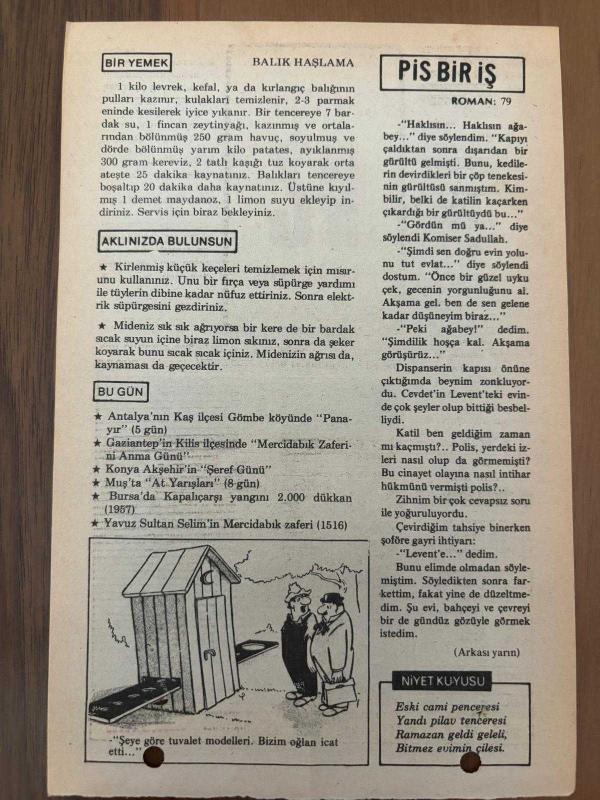 BİR YEMEK
BALIK HAŞLAMA
1 kilo levrek, kefal, ya da kırlangıç balığının
pulları kazınır, kulakları temizlenir, 2-3 parmak
eninde kesilerek iyice yıkanır. Bir tencereye 7 bar-
dak su, 1 fincan zeytinyağı, kazınmış ve ortala-
rından bölünmüş 250 gram havuç, soyulmuş ve
dörde bölünmüş yarım kilo patates, ayıklanmış
300 gram kereviz, 2 tatlı kaşığı tuz koyarak orta
ateşte 25 dakika kaynatınız. Balıkları tencereye
boşaltıp 20 dakika daha kaynatınız. Üstüne kıyıl-
mış 1 demet maydanoz, 1 limon suyu ekleyip in-
diriniz. Servis için biraz bekleyiniz.
AKLINIZDA BULUNSUN
★ Kirlenmiş küçük keçeleri temizlemek için mısır-
unu kullanınız. Unu bir fırça veya süpürge yardımı
ile tüylerin dibine kadar nüfuz ettiriniz. Sonra elekt-
rik süpürgesini gezdiriniz.
★ Mideniz sık sık ağrıyorsa bir kere de bir bardak
sıcak suyun içine biraz limon sıkınız, sonra da şeker
koyarak bunu sıcak sıcak içiniz. Midenizin ağrısı da,
kaynaması da geçecektir.
BU GÜN
★ Antalya'nın Kaş ilçesi Gömbe köyünde "Pana-
yır" (5 gün)
★ Gaziantep'in Kilis ilçesinde "Mercidabık Zaferi-
ni Anma Günü"
★ Konya Akşehir'in "Şeref Günü"
★ Muş'ta "At Yarışları" (8 gün)
★ Bursa'da Kapalıçarşı yangını 2.000 dükkan
(1957)
★ Yavuz Sultan Selim'in Mercidabık zaferi (1516)
-"Şeye göre tuvalet modelleri. Bizim oğlan icat
etti..."
PİS BİR İŞ
ROMAN: 79
-"Haklısın... Haklısın ağa-
bey..." diye söylendim. "Kapıyı
çaldıktan sonra dışarıdan bir
gürültü gelmişti. Bunu, kedile-
rin devirdikleri bir çöp tenekesi-
nin gürültüsü sanmıştım. Kim-
bilir, belki de katilin kaçarken
çıkardığı bir gürültüydü bu..."
-"Gördün mü ya..." diye
söylendi Komiser Sadullah.
-"Şimdi sen doğru evin yolu-
nu tut evlat..." diye söylendi
dostum. "Önce bir güzel uyku
çek, gecenin yorgunluğunu al.
Akşama gel. ben de sen gelene
kadar düşüneyim biraz..."
-"Peki ağabey!" dedim.
"Şimdilik hoşça kal. Akşama
görüşürüz..."
Dispanserin kapısı önüne
çıktığımda beynim zonkluyor-
du. Cevdet'in Levent'teki evin-
de çok şeyler olup bittiği besbel-
liydi.
Katil ben geldiğim zaman
mı kaçmıştı?.. Polis, yerdeki iz-
leri nasıl olup da görmemişti?
Bu cinayet olayına nasıl intihar
hükmünü vermişti polis?..
Zihnim bir çok cevapsız soru
ile yoğuruluyordu.
Çevirdiğim tahsiye binerken
şoföre gayri ihtiyarı:
-"Levent'e..." dedim.
Bunu elimde olmadan söyle-
miştim. Söyledikten sonra far-
kettim, fakat yine de düzeltme-
dim. Şu evi, bahçeyi ve çevreyi
bir de gündüz gözüyle görmek
istedim.
(Arkası yarın)
NİYET KUYUSU
Eski cami penceresi
Yandı pilav tenceresi
Ramazan geldi geleli,
Bitmez evimin çilesi.